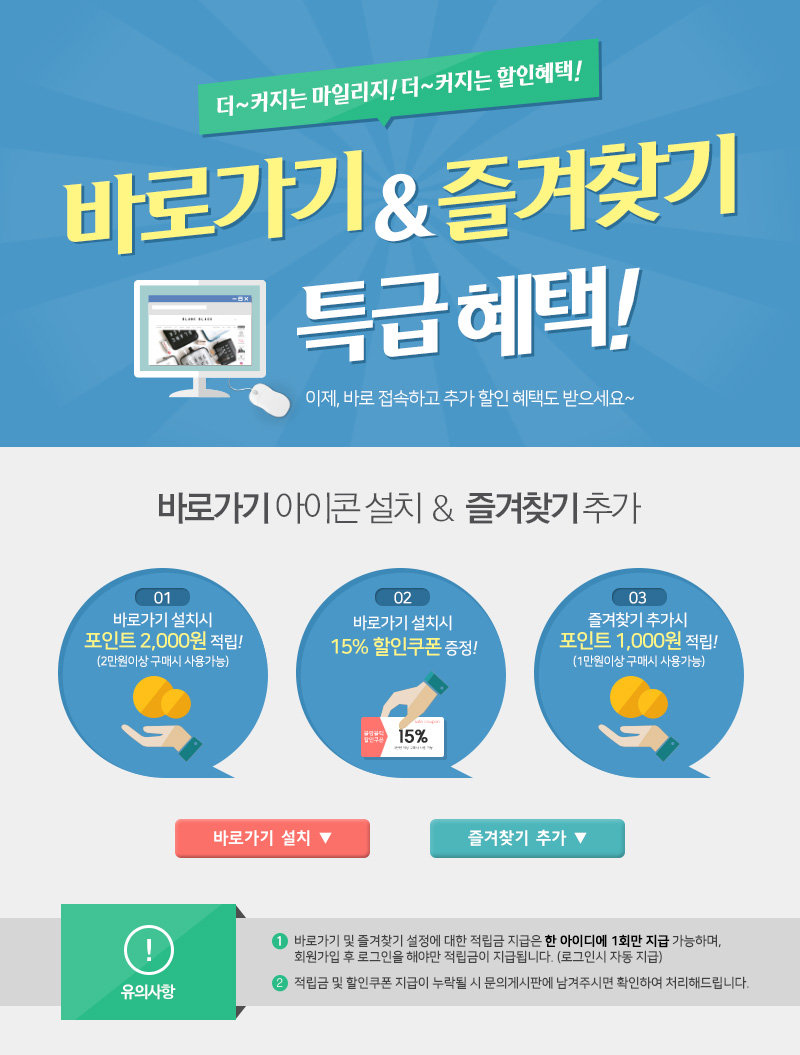 더~커지는 마일리지! 더~커지는 할인혜택!
바로가기 & 즐겨찾기
특급 혜택!
BLANK BLACK
이제, 바로 접속하고 추가 할인 혜택도 받으세요~
바로가기 아이콘 설치 & 즐겨찾기 추가
01
바로가기 설치시
포인트 2,000원 적립!
(2만원이상 구매시 사용가능)
02
바로가기 설치시
15% 할인쿠폰 증정!
할인쿠폰
15%
03
즐겨찾기 추가시
포인트 1,000원 적립!
(1만원이상 구매시 사용가능)
바로가기 설치 ▼
즐겨찾기 추가 ▼
!
유의사항
1 바로가기 및 즐겨찾기 설정에 대한 적립금 지급은 한 아이디에 1회만 지급 가능하며,
회원가입 후 로그인을 해야만 적립금이 지급됩니다. (로그인시 자동 지급)
2 적립금 및 할인쿠폰 지급이 누락될 시 문의게시판에 남겨주시면 확인하여 처리해드립니다.